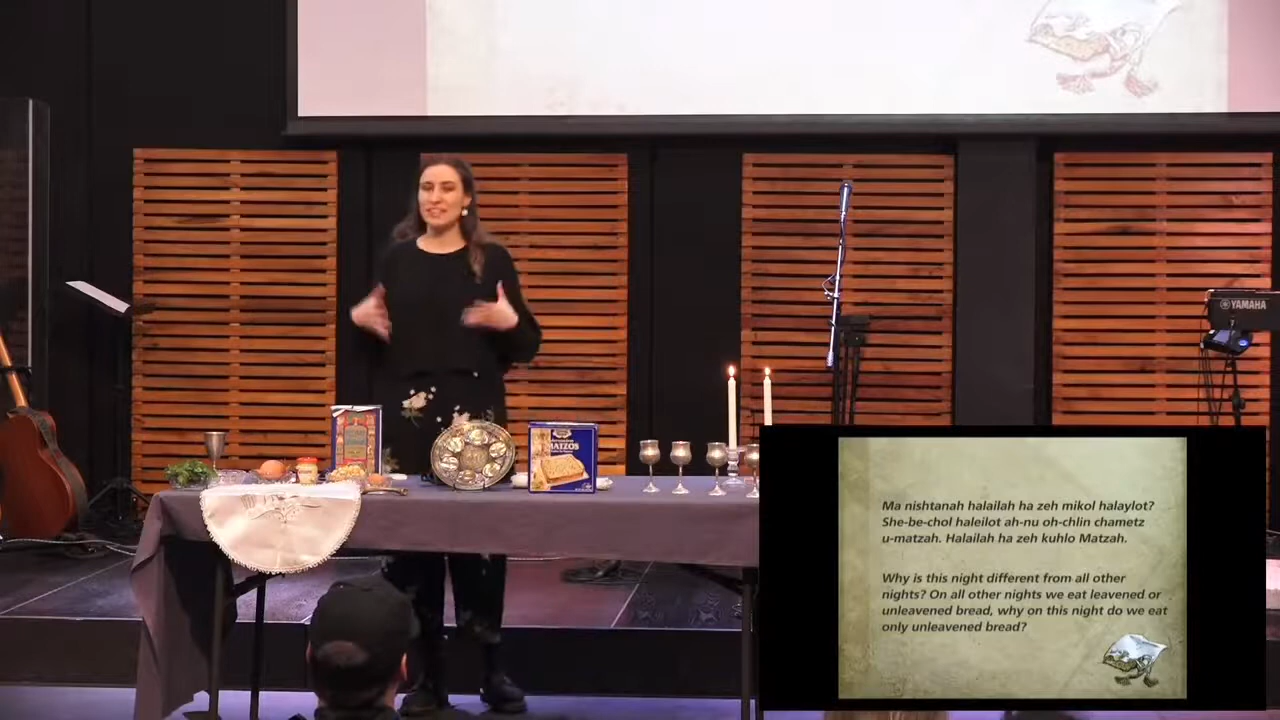 YAMAHA
MATZOS
Ma nishtanah halailah ha zeh mikol halaylot?
She-be-chol haleilot ah-nu oh-chlin chametz
u-matzah. Halailah ha zeh kuhlo Matzah.
Why is this night different from all other
nights? On all other nights we eat leavened or
unleavened bread, why on this night do we eat
only unleavened bread?